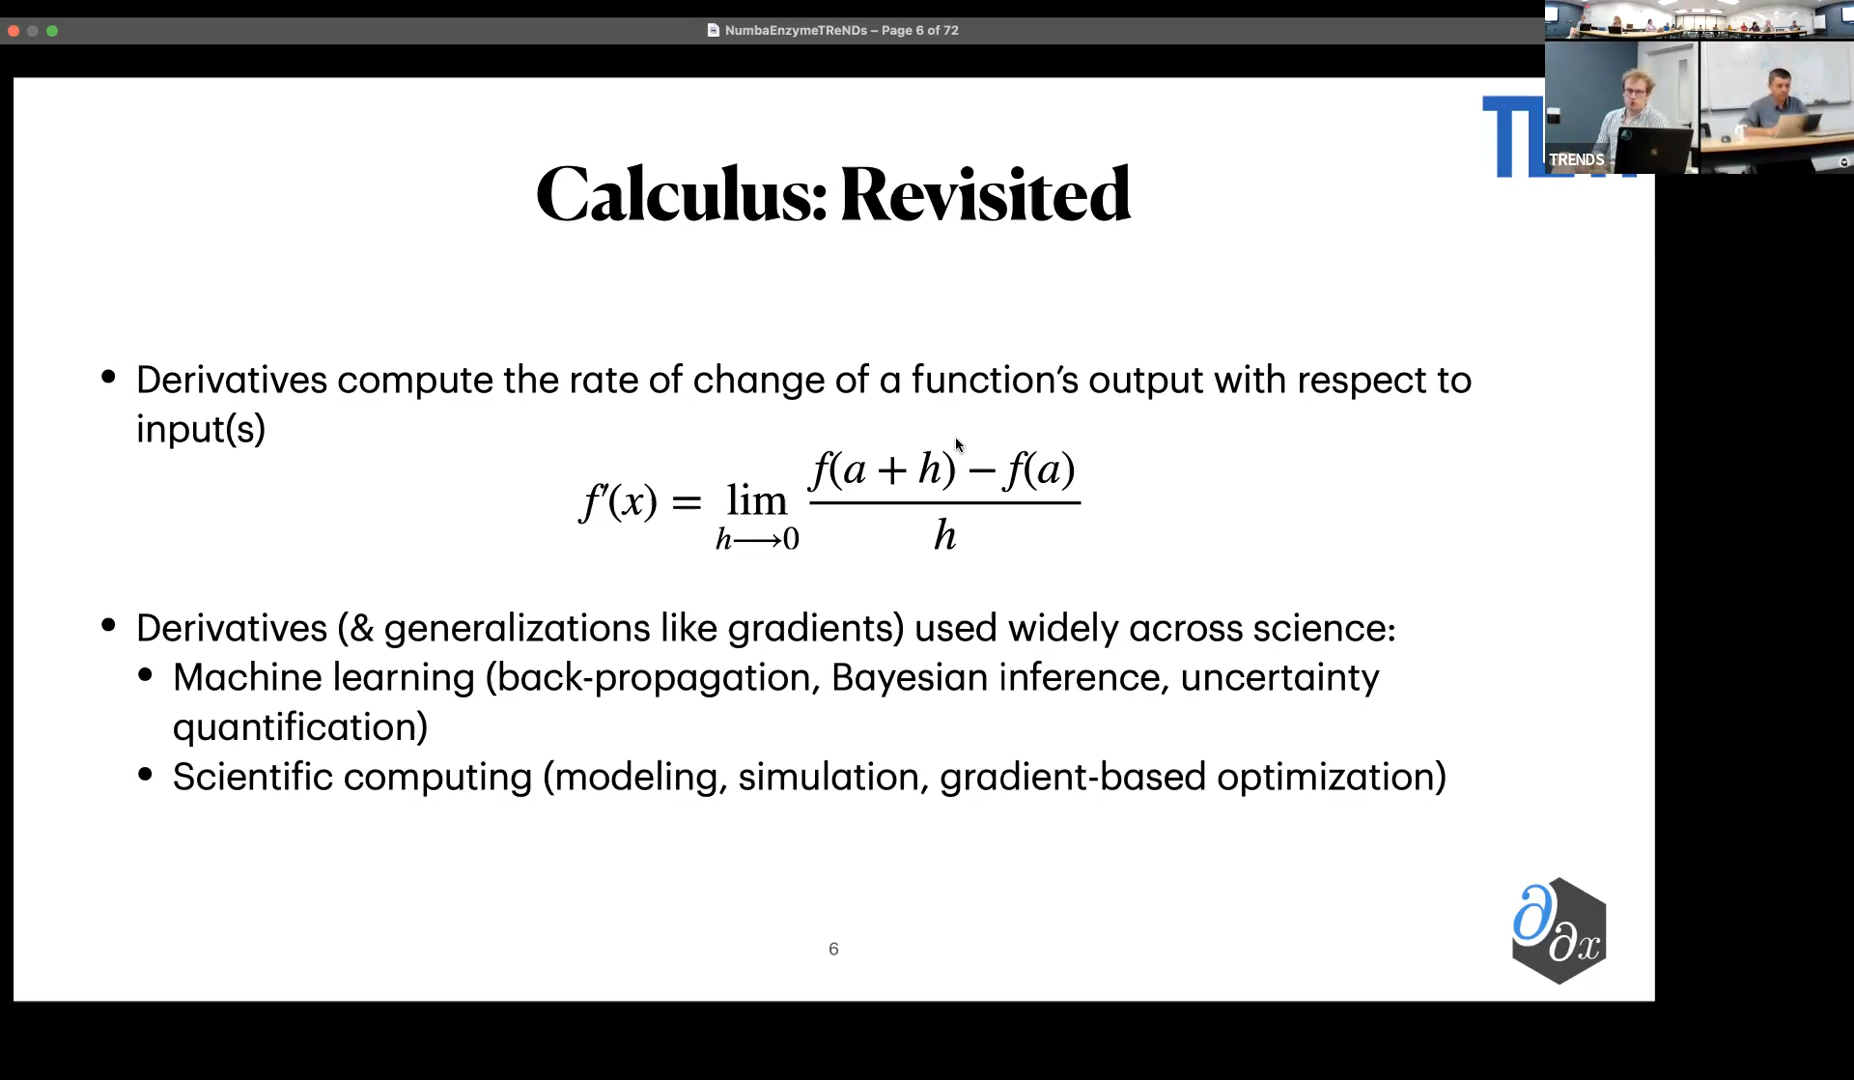 NumbaEnzymeTReNDs – Page 6 of 72
TRENDS
Calculus: Revisited
• Derivatives compute the rate of change of a function’s output with respect to
input(s)
f′(x) = lim h⟶0 f(a + h) − f(a) / h
• Derivatives (& generalizations like gradients) used widely across science:
• Machine learning (back-propagation, Bayesian inference, uncertainty
quantification)
• Scientific computing (modeling, simulation, gradient-based optimization)
6
∂
∂x